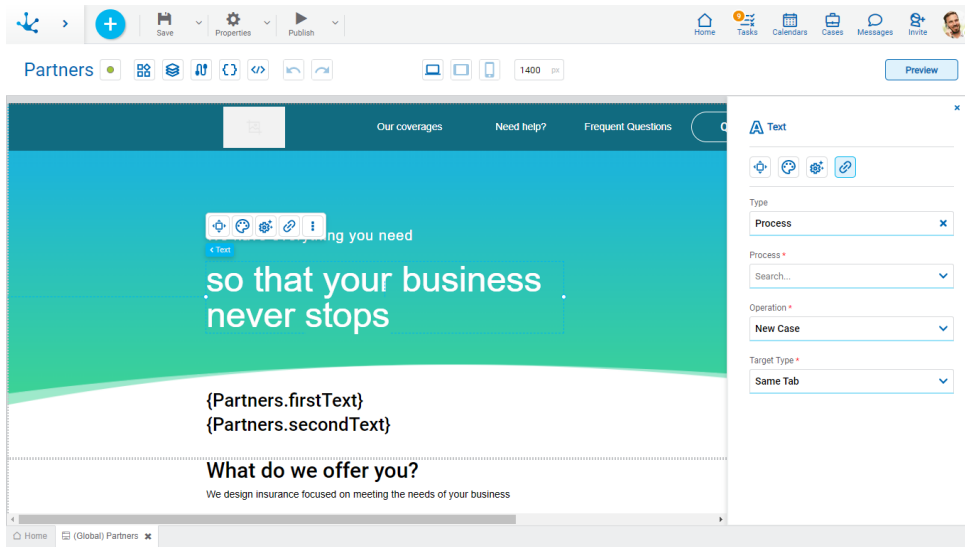 Save
Properties
Publish
Home
9
Tasks
Calendars
Cases
Messages
Invite
Partners
1400 px
Preview
Our coverages
Need help?
Frequent Questions
Text
Type
Process
Process *
Search...
Operation *
New Case
Target Type *
Same Tab
everything you need
< Text
so that your business
never stops
{Partners.firstText}
{Partners.secondText}
What do we offer you?
We design insurance focused on meeting the needs of your business
Home
(Global) Partners